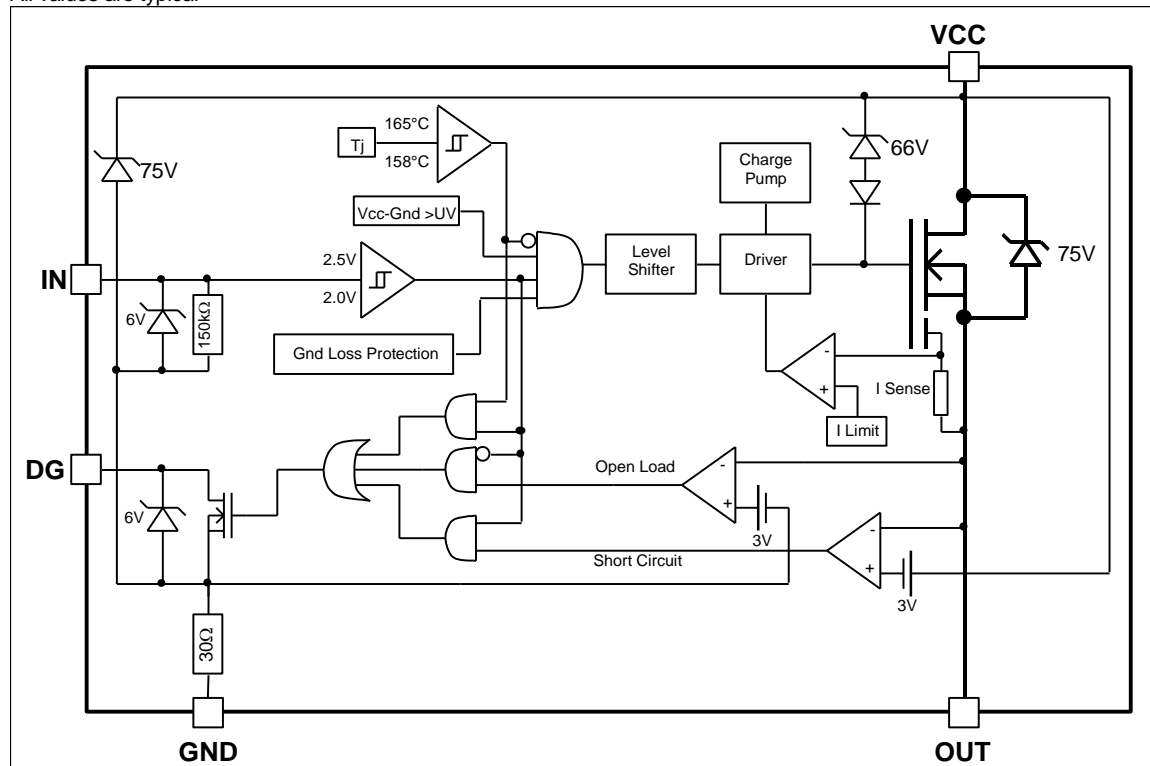 All values are typical
VCC
165°C
Tj
158°C
75V
66V
Charge
Pump
Vcc-Gnd >UV
IN
2.5V
2.0V
Level
Shifter
Driver
75V
6V
150kΩ
Gnd Loss Protection
-
+
I Sense
I Limit
DG
Open Load
-
+
6V
3V
-
+
Short Circuit
3V
30Ω
GND
OUT